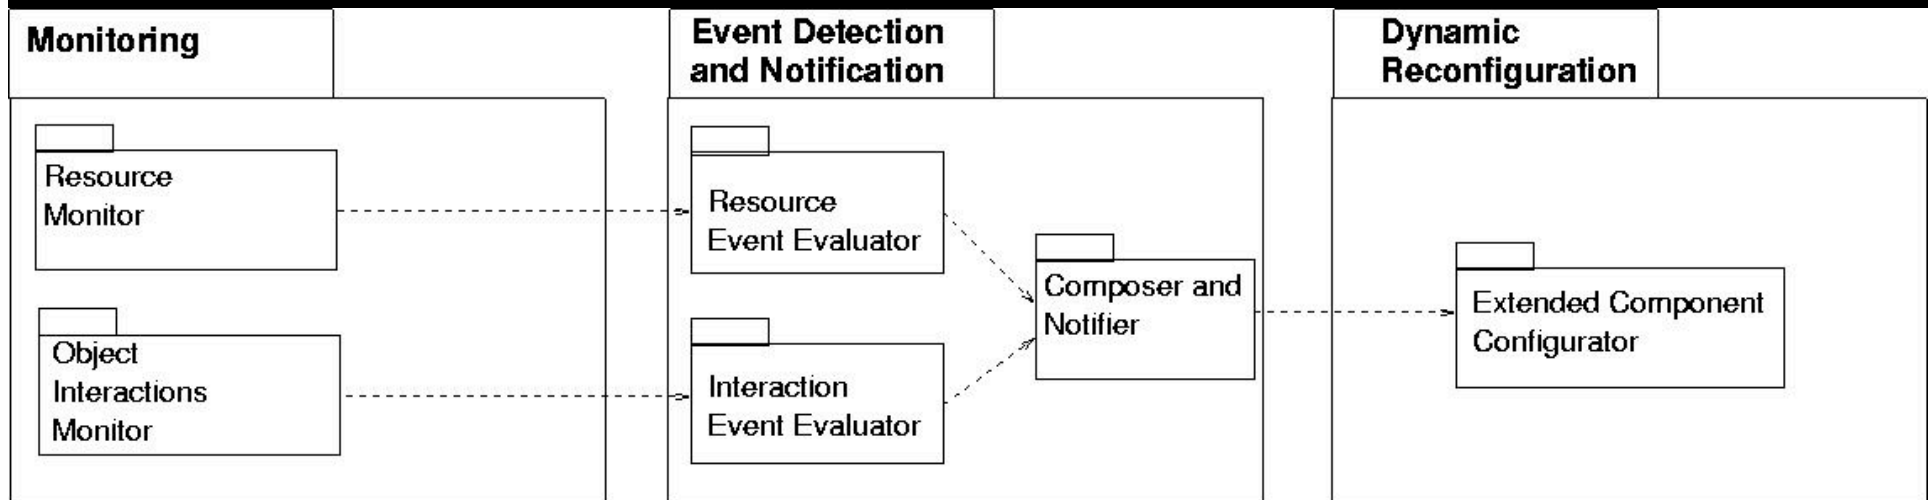 Monitoring
Resource
Monitor
Object
Interactions
Monitor
Event Detection
and Notification
Resource
Event Evaluator
Interaction
Event Evaluator
Composer and
Notifier
Dynamic
Reconfiguration
Extended Component
Configurator